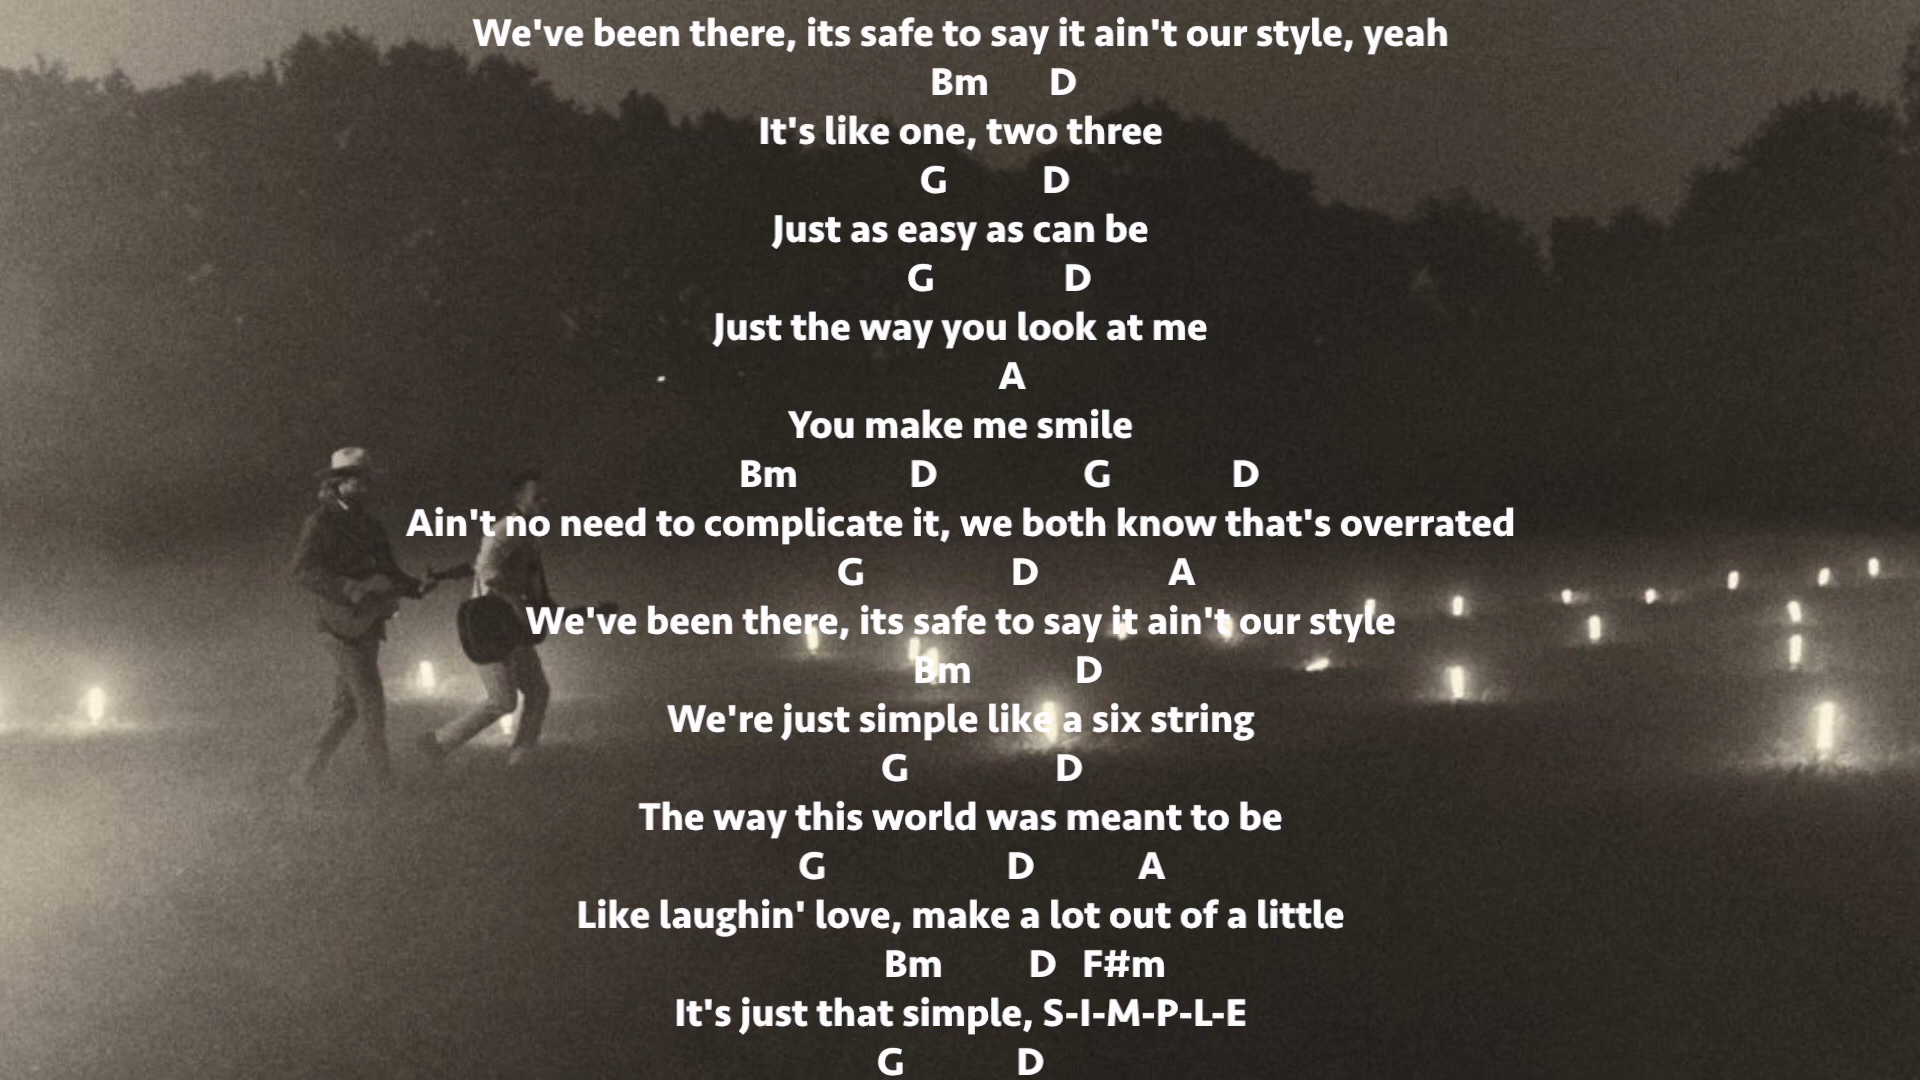 We've been there, its safe to say it ain't our style, yeah
Bm D
It's like one, two three
G D
Just as easy as can be
G D
Just the way you look at me
A
You make me smile
Bm D G D
Ain't no need to complicate it, we both know that's overrated
G D A
We've been there, its safe to say it ain't our style
Bm D
We're just simple like a six string
G D
The way this world was meant to be
G D A
Like laughin' love, make a lot out of a little
Bm D F#m
It's just that simple, S-I-M-P-L-E
G D